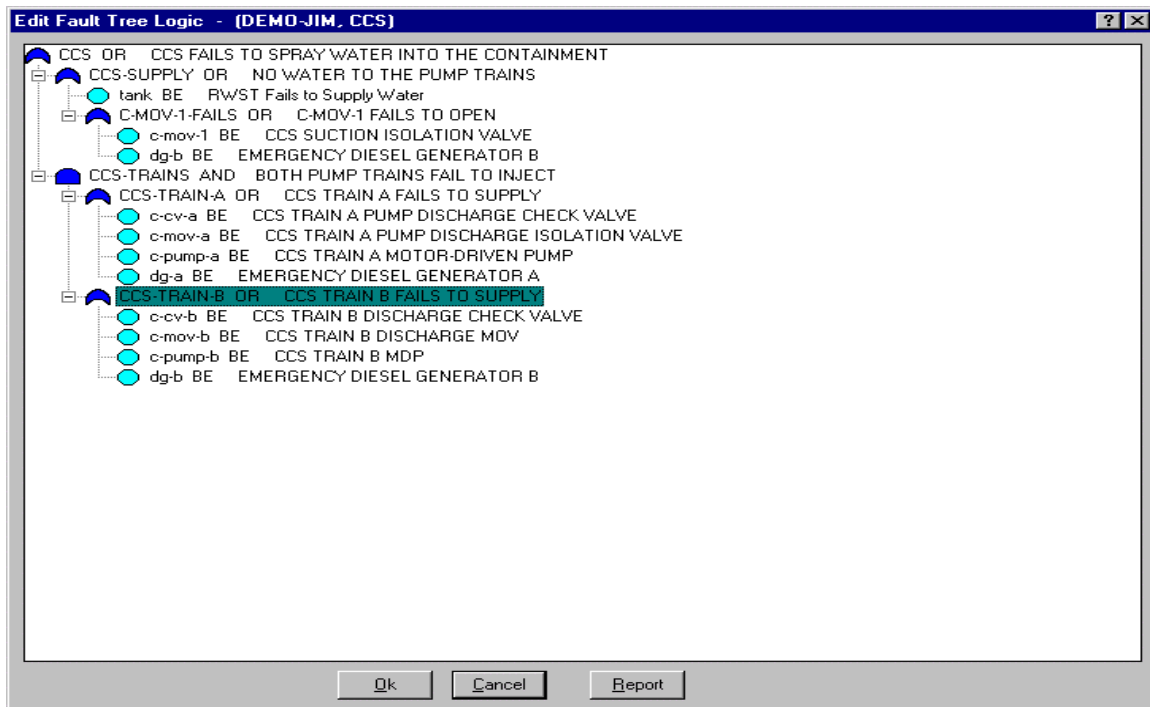 Edit Fault Tree Logic - (DEMO-JIM, CCS)
CCS OR CCS FAILS TO SPRAY WATER INTO THE CONTAINMENT
CCS-SUPPLY OR NO WATER TO THE PUMP TRAINS
tank BE RWST Fails to Supply Water
C-MOV-1-FAILS OR C-MOV-1 FAILS TO OPEN
c-mov-1 BE CCS SUCTION ISOLATION VALVE
dg-b BE EMERGENCY DIESEL GENERATOR B
CCS-TRAINS AND BOTH PUMP TRAINS FAIL TO INJECT
CCS-TRAIN-A OR CCS TRAIN A FAILS TO SUPPLY
c-cv-a BE CCS TRAIN A PUMP DISCHARGE CHECK VALVE
c-mov-a BE CCS TRAIN A PUMP DISCHARGE ISOLATION VALVE
c-pump-a BE CCS TRAIN A MOTOR-DRIVEN PUMP
dg-a BE EMERGENCY DIESEL GENERATOR A
CCS-TRAIN-B OR CCS TRAIN B FAILS TO SUPPLY
c-cv-b BE CCS TRAIN B DISCHARGE CHECK VALVE
c-mov-b BE CCS TRAIN B DISCHARGE MOV
c-pump-b BE CCS TRAIN B MDP
dg-b BE EMERGENCY DIESEL GENERATOR B
Ok Cancel Report